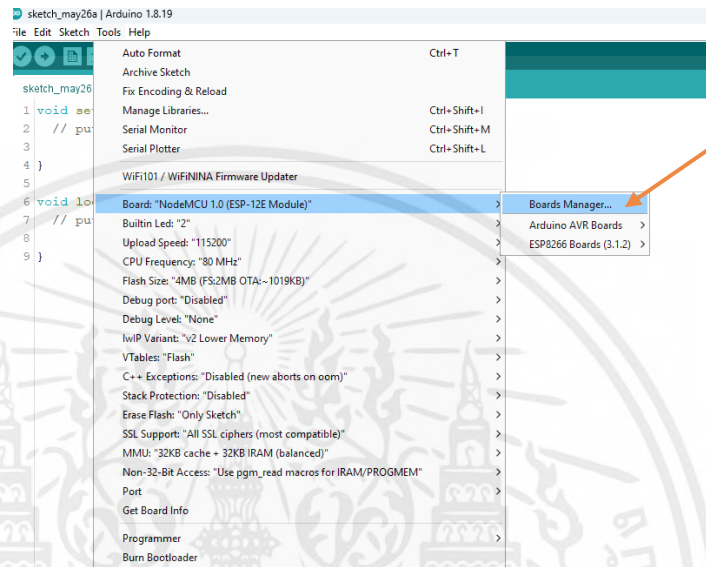 sketch_may26a | Arduino 1.8.19
File Edit Sketch Tools Help
sketch_may26
Auto Format Ctrl+T
Archive Sketch
Fix Encoding & Reload
Manage Libraries... Ctrl+Shift+I
Serial Monitor Ctrl+Shift+M
Serial Plotter Ctrl+Shift+L
WiFi101 / WiFiNINA Firmware Updater
Board: "NodeMCU 1.0 (ESP-12E Module)"
Builtin Led: "2"
Upload Speed: "115200"
CPU Frequency: "80 MHz"
Flash Size: "4MB (FS:2MB OTA:~1019KB)"
Debug port: "Disabled"
Debug Level: "None"
lwIP Variant: "v2 Lower Memory"
VTables: "Flash"
C++ Exceptions: "Disabled (new aborts on oom)"
Stack Protection: "Disabled"
Erase Flash: "Only Sketch"
SSL Support: "All SSL ciphers (most compatible)"
MMU: "32KB cache + 32KB IRAM (balanced)"
Non-32-Bit Access: "Use pgm_read macros for IRAM/PROGMEM"
Port
Get Board Info
Programmer
Burn Bootloader
Boards Manager...
Arduino AVR Boards
ESP8266 Boards (3.1.2)
1 void se
2 // pu
3
4 }
5
6 void loo
7 // pu
8
9 }